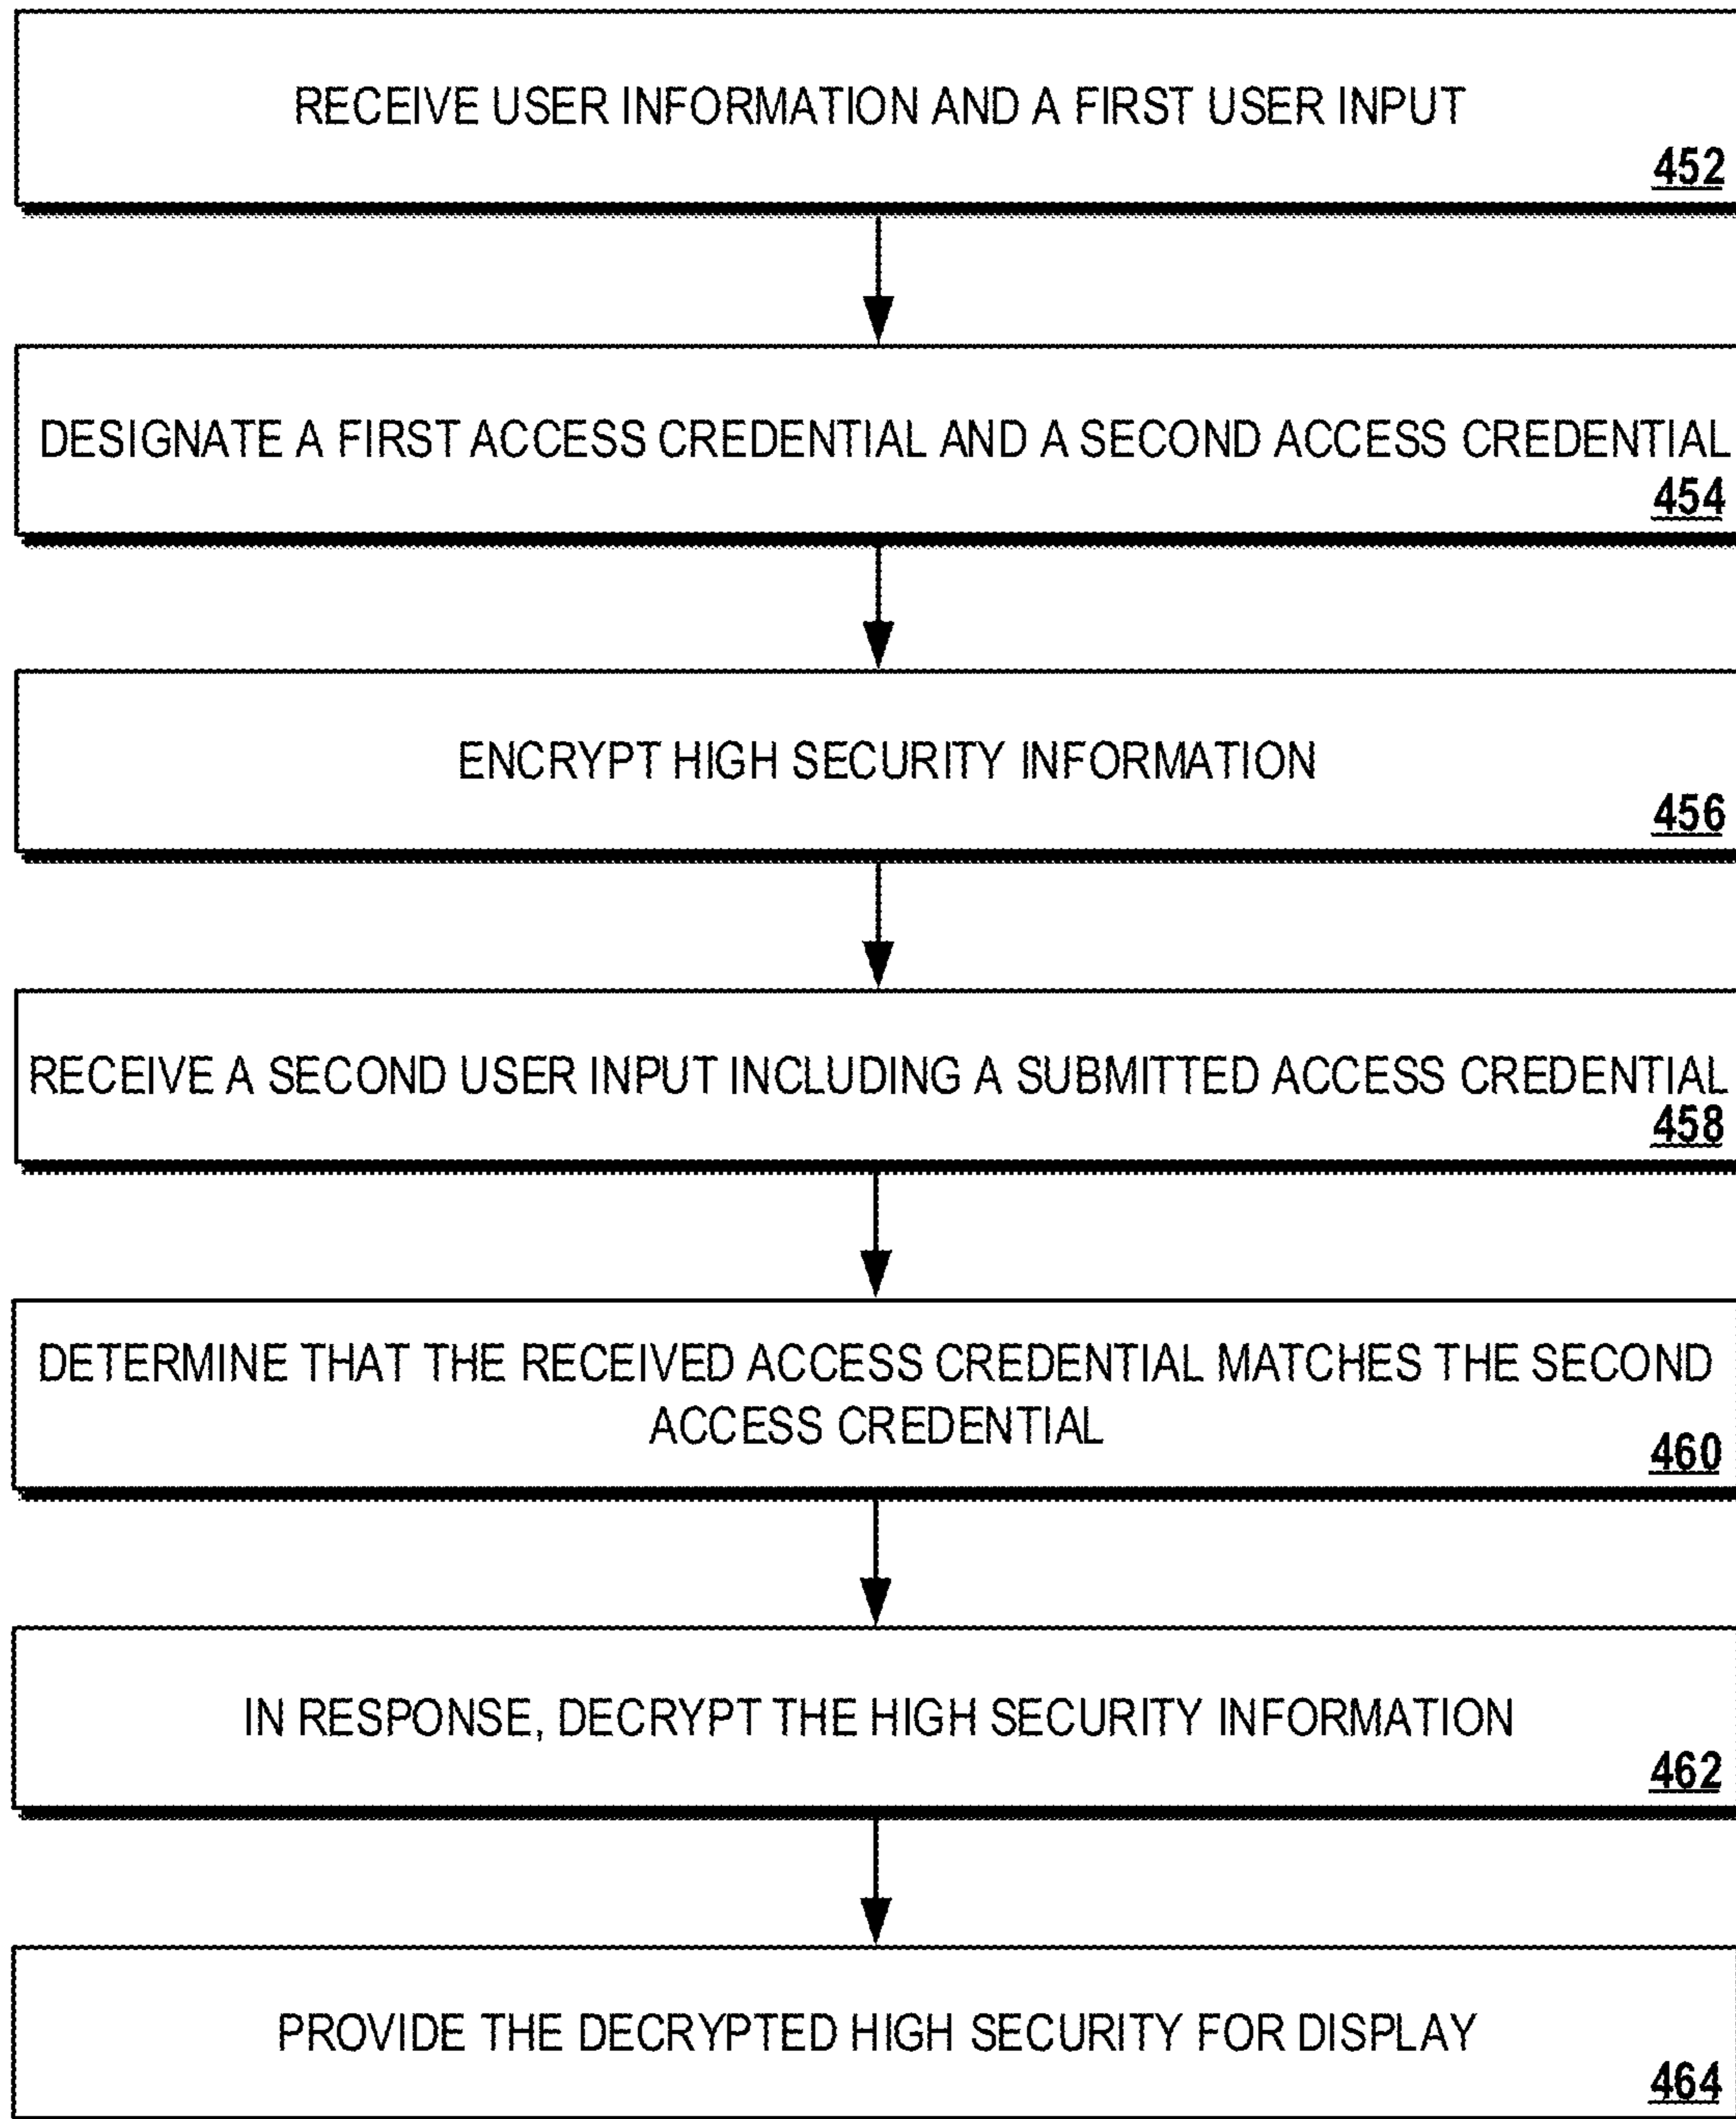 RECEIVE USER INFORMATION AND A FIRST USER INPUT
452
DESIGNATE A FIRST ACCESS CREDENTIAL AND A SECOND ACCESS CREDENTIAL
454
ENCRYPT HIGH SECURITY INFORMATION
456
RECEIVE A SECOND USER INPUT INCLUDING A SUBMITTED ACCESS CREDENTIAL
458
DETERMINE THAT THE RECEIVED ACCESS CREDENTIAL MATCHES THE SECOND
ACCESS CREDENTIAL
460
IN RESPONSE, DECRYPT THE HIGH SECURITY INFORMATION
462
PROVIDE THE DECRYPTED HIGH SECURITY FOR DISPLAY
464